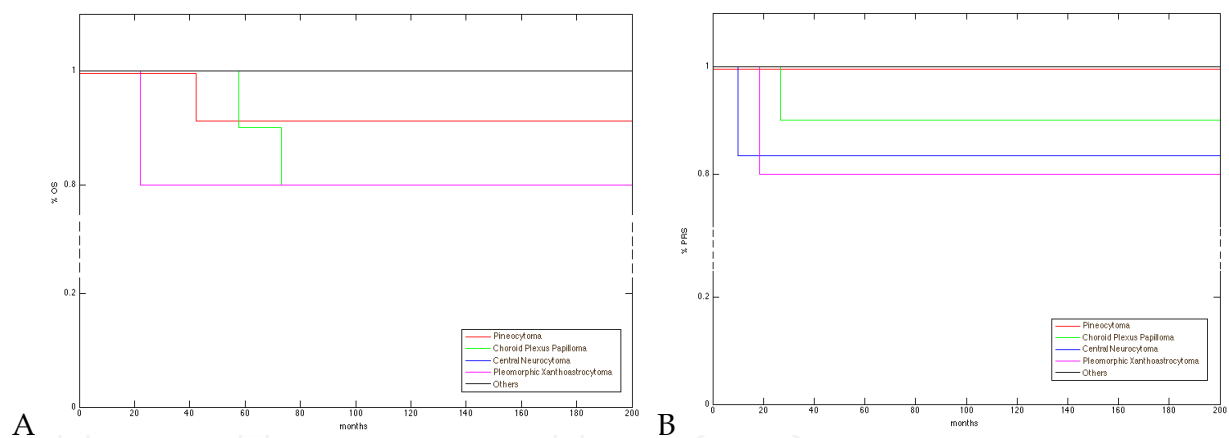 1
0.8
% OS
0.2
0
0 20 40 60 80 100 120 140 160 180 200
months
Pineocytoma
Choroid Plexus Papilloma
Central Neurocytoma
Pleomorphic Xanthoastrocytoma
Others
A
1
0.8
% PRS
0.2
0
0 20 40 60 80 100 120 140 160 180 200
months
Pineocytoma
Choroid Plexus Papilloma
Central Neurocytoma
Pleomorphic Xanthoastrocytoma
Others
B